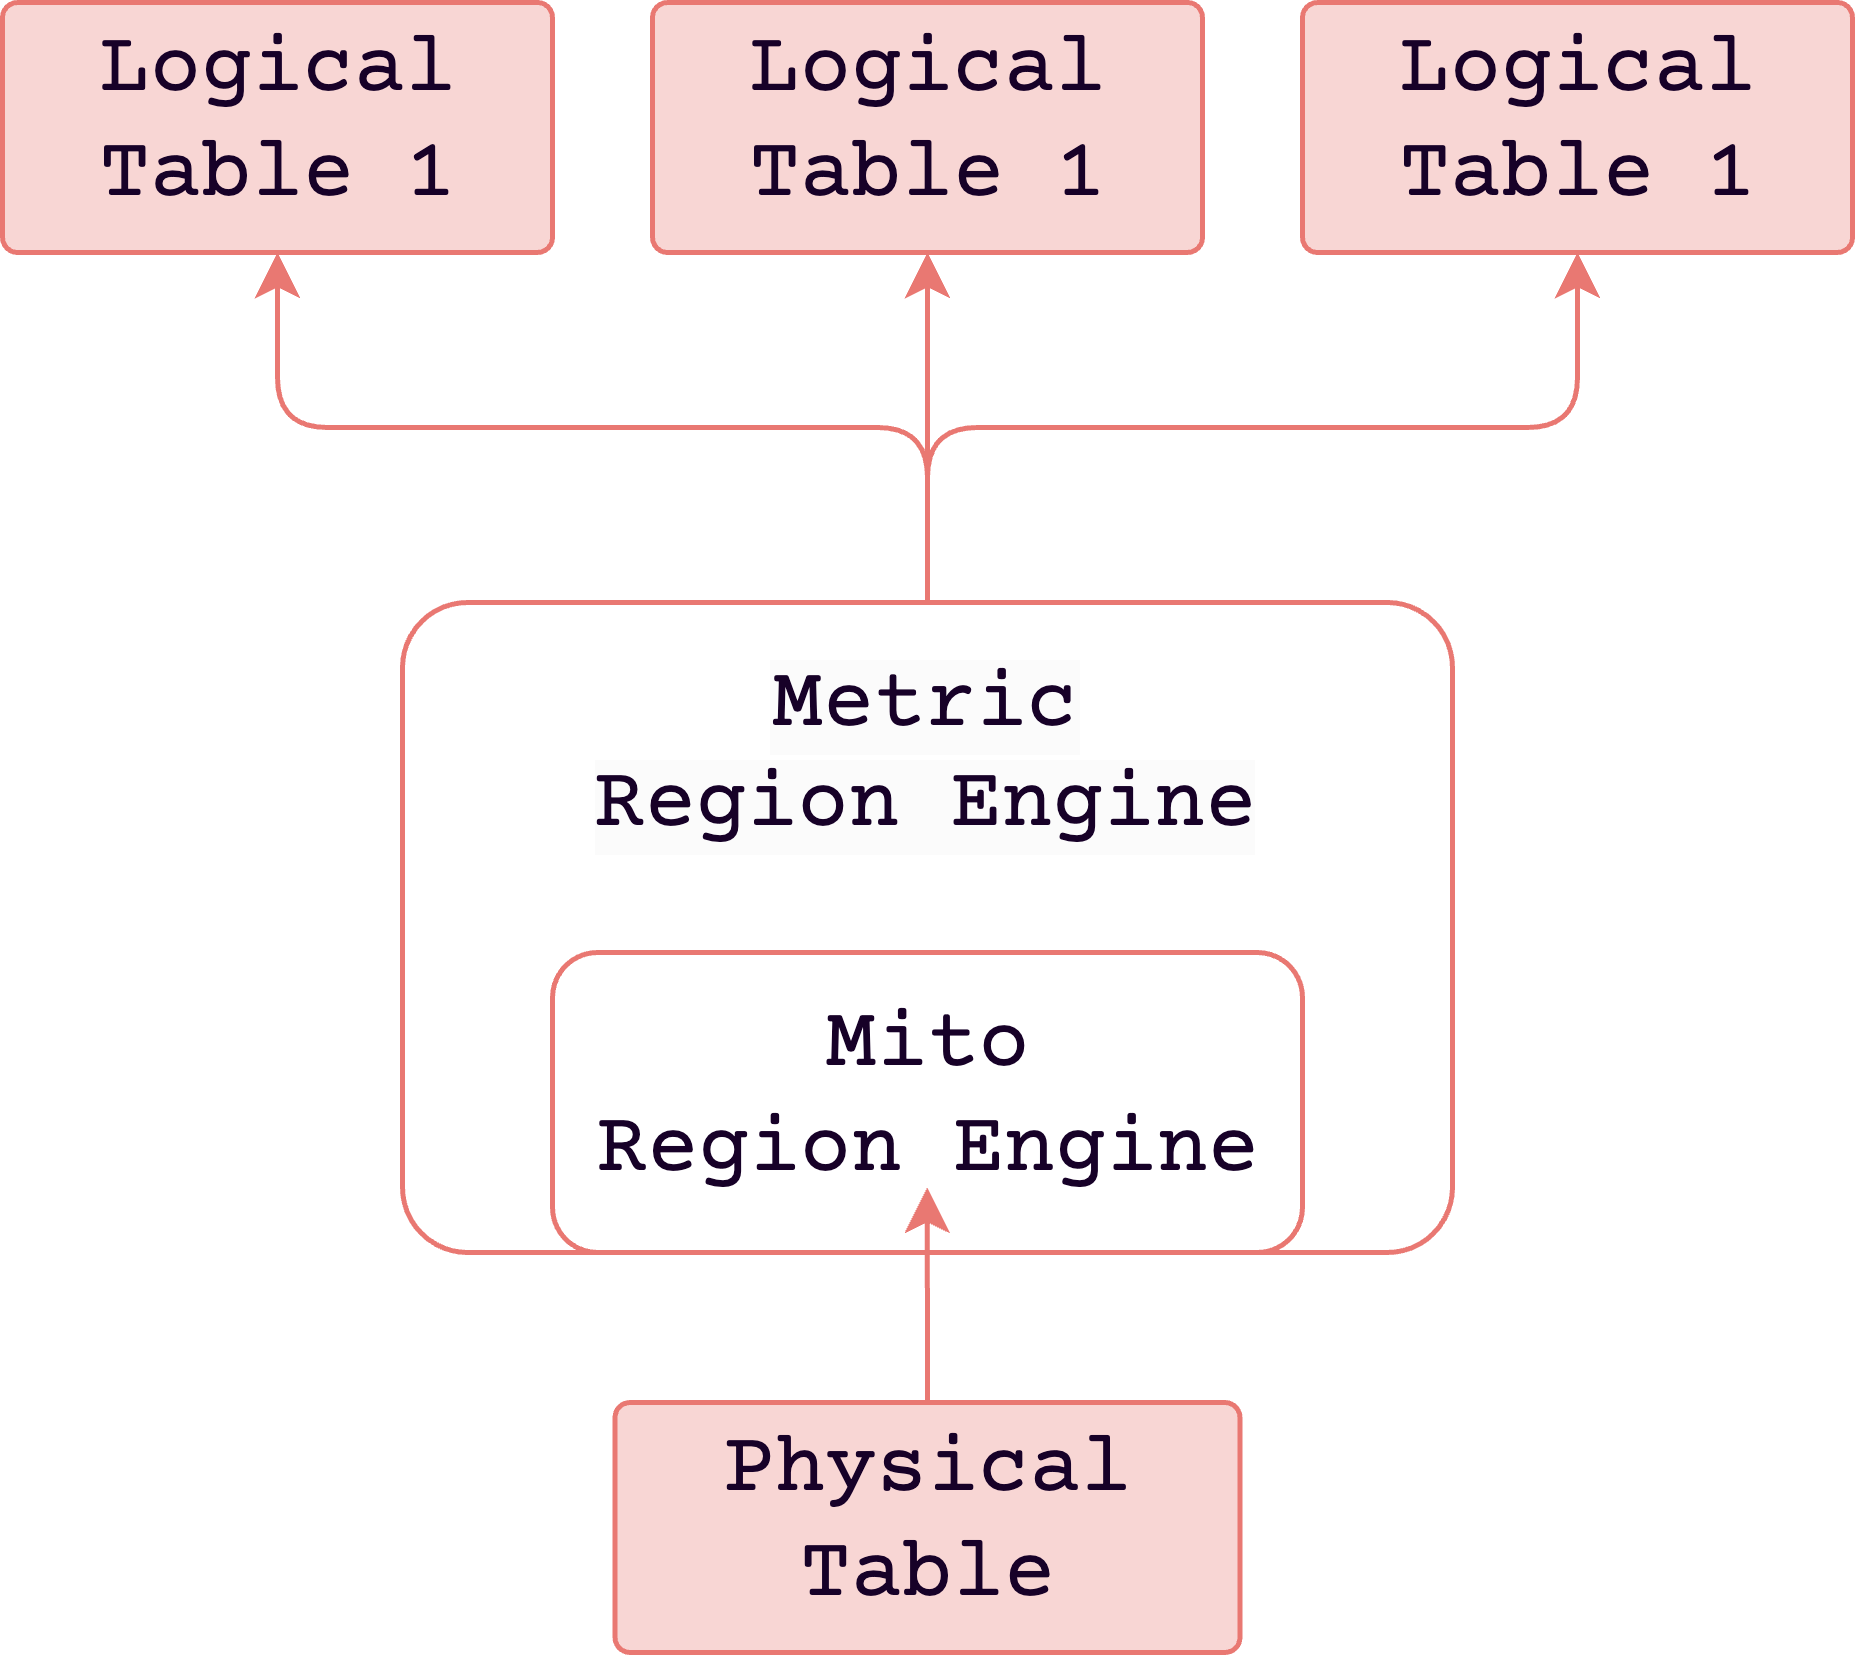 Logical
Table 1
Logical
Table 1
Logical
Table 1
Metric
Region Engine
Mito
Region Engine
Physical
Table